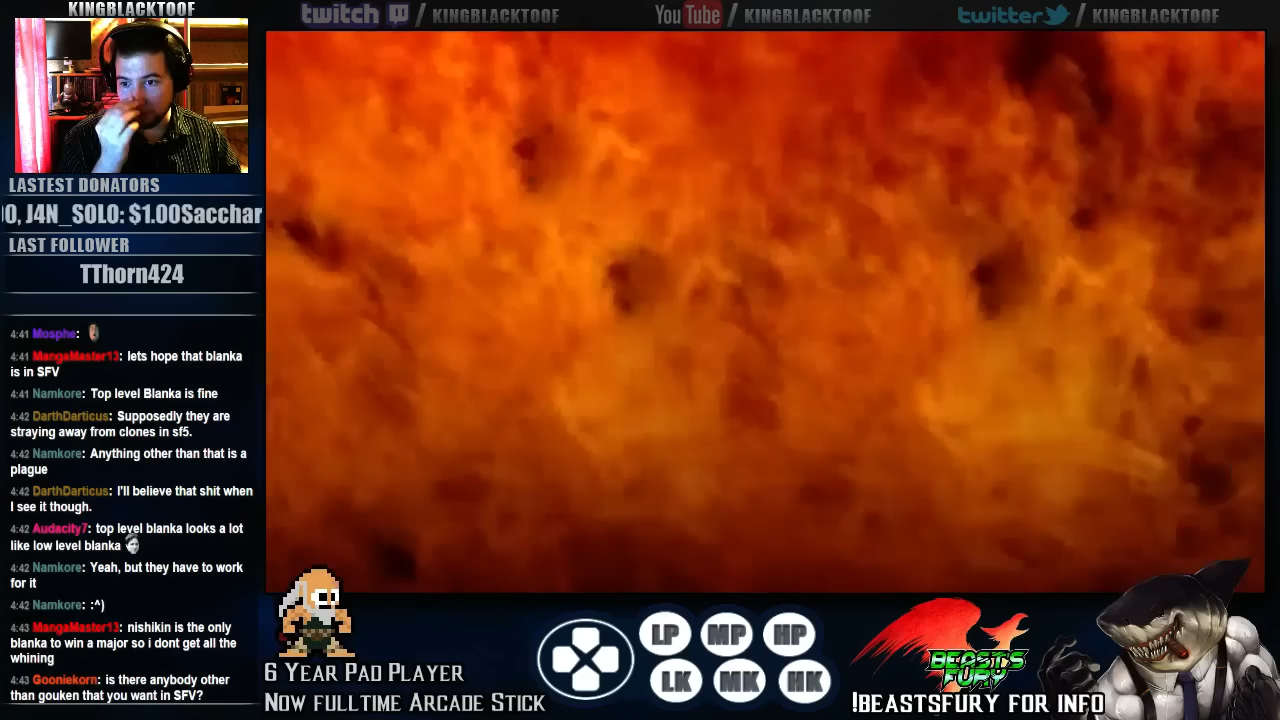 KINGBLACKTOOF
twitch / KINGBLACKTOOF
You Tube / KINGBLACKTOOF
twitter / KINGBLACKTOOF
LASTEST DONATORS
0, J4N_SOLO: $1.00Sacchar
LAST FOLLOWER
TThorn424
4:41 Mosphe:
4:41 MangaMaster13: lets hope that blanka
is in SFV
4:41 Namkore: Top level Blanka is fine
4:42 DarthDarticus: Supposedly they are
straying away from clones in sf5.
4:42 Namkore: Anything other than that is a
plague
4:42 DarthDarticus: I'll believe that shit when
I see it though.
4:42 Audacity7: top level blanka looks a lot
like low level blanka
4:42 Namkore: Yeah, but they have to work
for it
4:42 Namkore: :^)
4:43 MangaMaster13: nishikin is the only
blanka to win a major so i dont get all the
whining
4:43 Gooniekorn: is there anybody other
than gouken that you want in SFV?
6 YEAR PAD PLAYER
NOW FULLTIME ARCADE STICK
LP MP HP
LK MK HK
BEAST'S
FURY
!BEASTSFURY FOR INFO